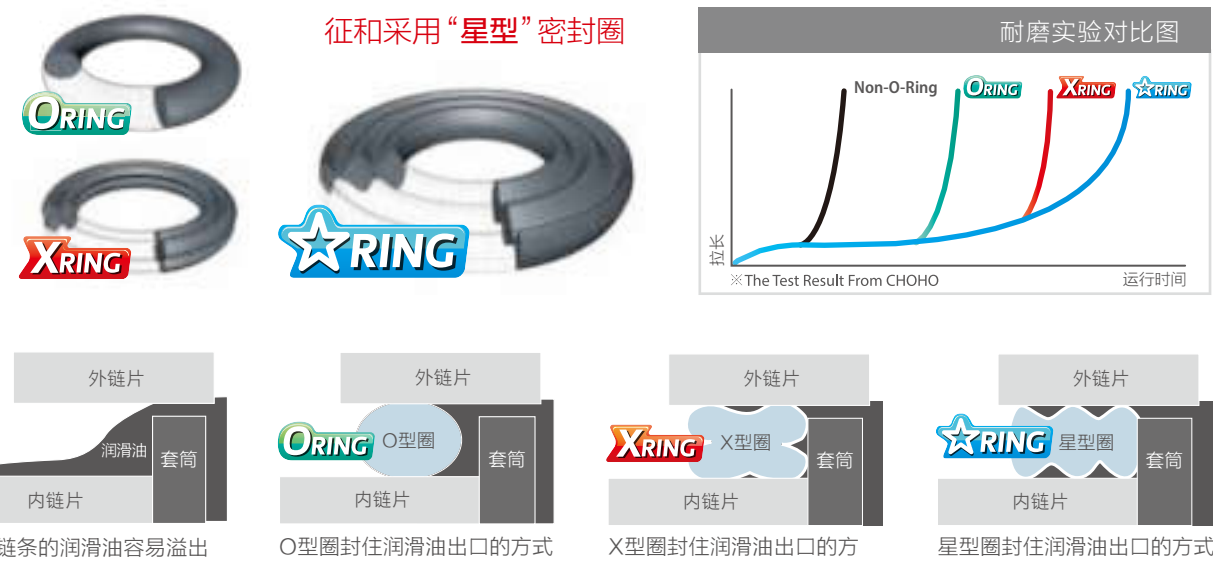 征和采用“星型”密封圈
ORING
XRING
☆RING
耐磨实验对比图
Non-O-Ring
ORING
XRING
☆RING
拉长
※The Test Result From CHOHO
运行时间
外链片
润滑油
套筒
内链片
链条的润滑油容易溢出
外链片
ORING
O型圈
套筒
内链片
O型圈封住润滑油出口的方式
外链片
XRING
X型圈
套筒
内链片
X型圈封住润滑油出口的方
外链片
☆RING
星型圈
套筒
内链片
星型圈封住润滑油出口的方式